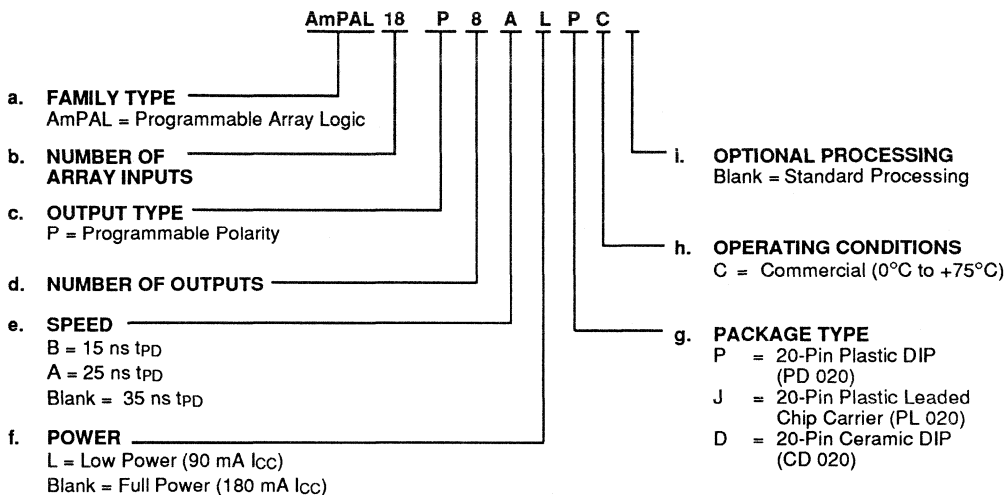 AmPAL 18 P 8 A L P C
a. FAMILY TYPE
AmPAL = Programmable Array Logic
b. NUMBER OF
ARRAY INPUTS
c. OUTPUT TYPE
P = Programmable Polarity
d. NUMBER OF OUTPUTS
e. SPEED
B = 15 ns tPD
A = 25 ns tPD
Blank = 35 ns tPD
f. POWER
L = Low Power (90 mA ICC)
Blank = Full Power (180 mA ICC)
i. OPTIONAL PROCESSING
Blank = Standard Processing
h. OPERATING CONDITIONS
C = Commercial (0°C to +75°C)
g. PACKAGE TYPE
P = 20-Pin Plastic DIP
(PD 020)
J = 20-Pin Plastic Leaded
Chip Carrier (PL 020)
D = 20-Pin Ceramic DIP
(CD 020)